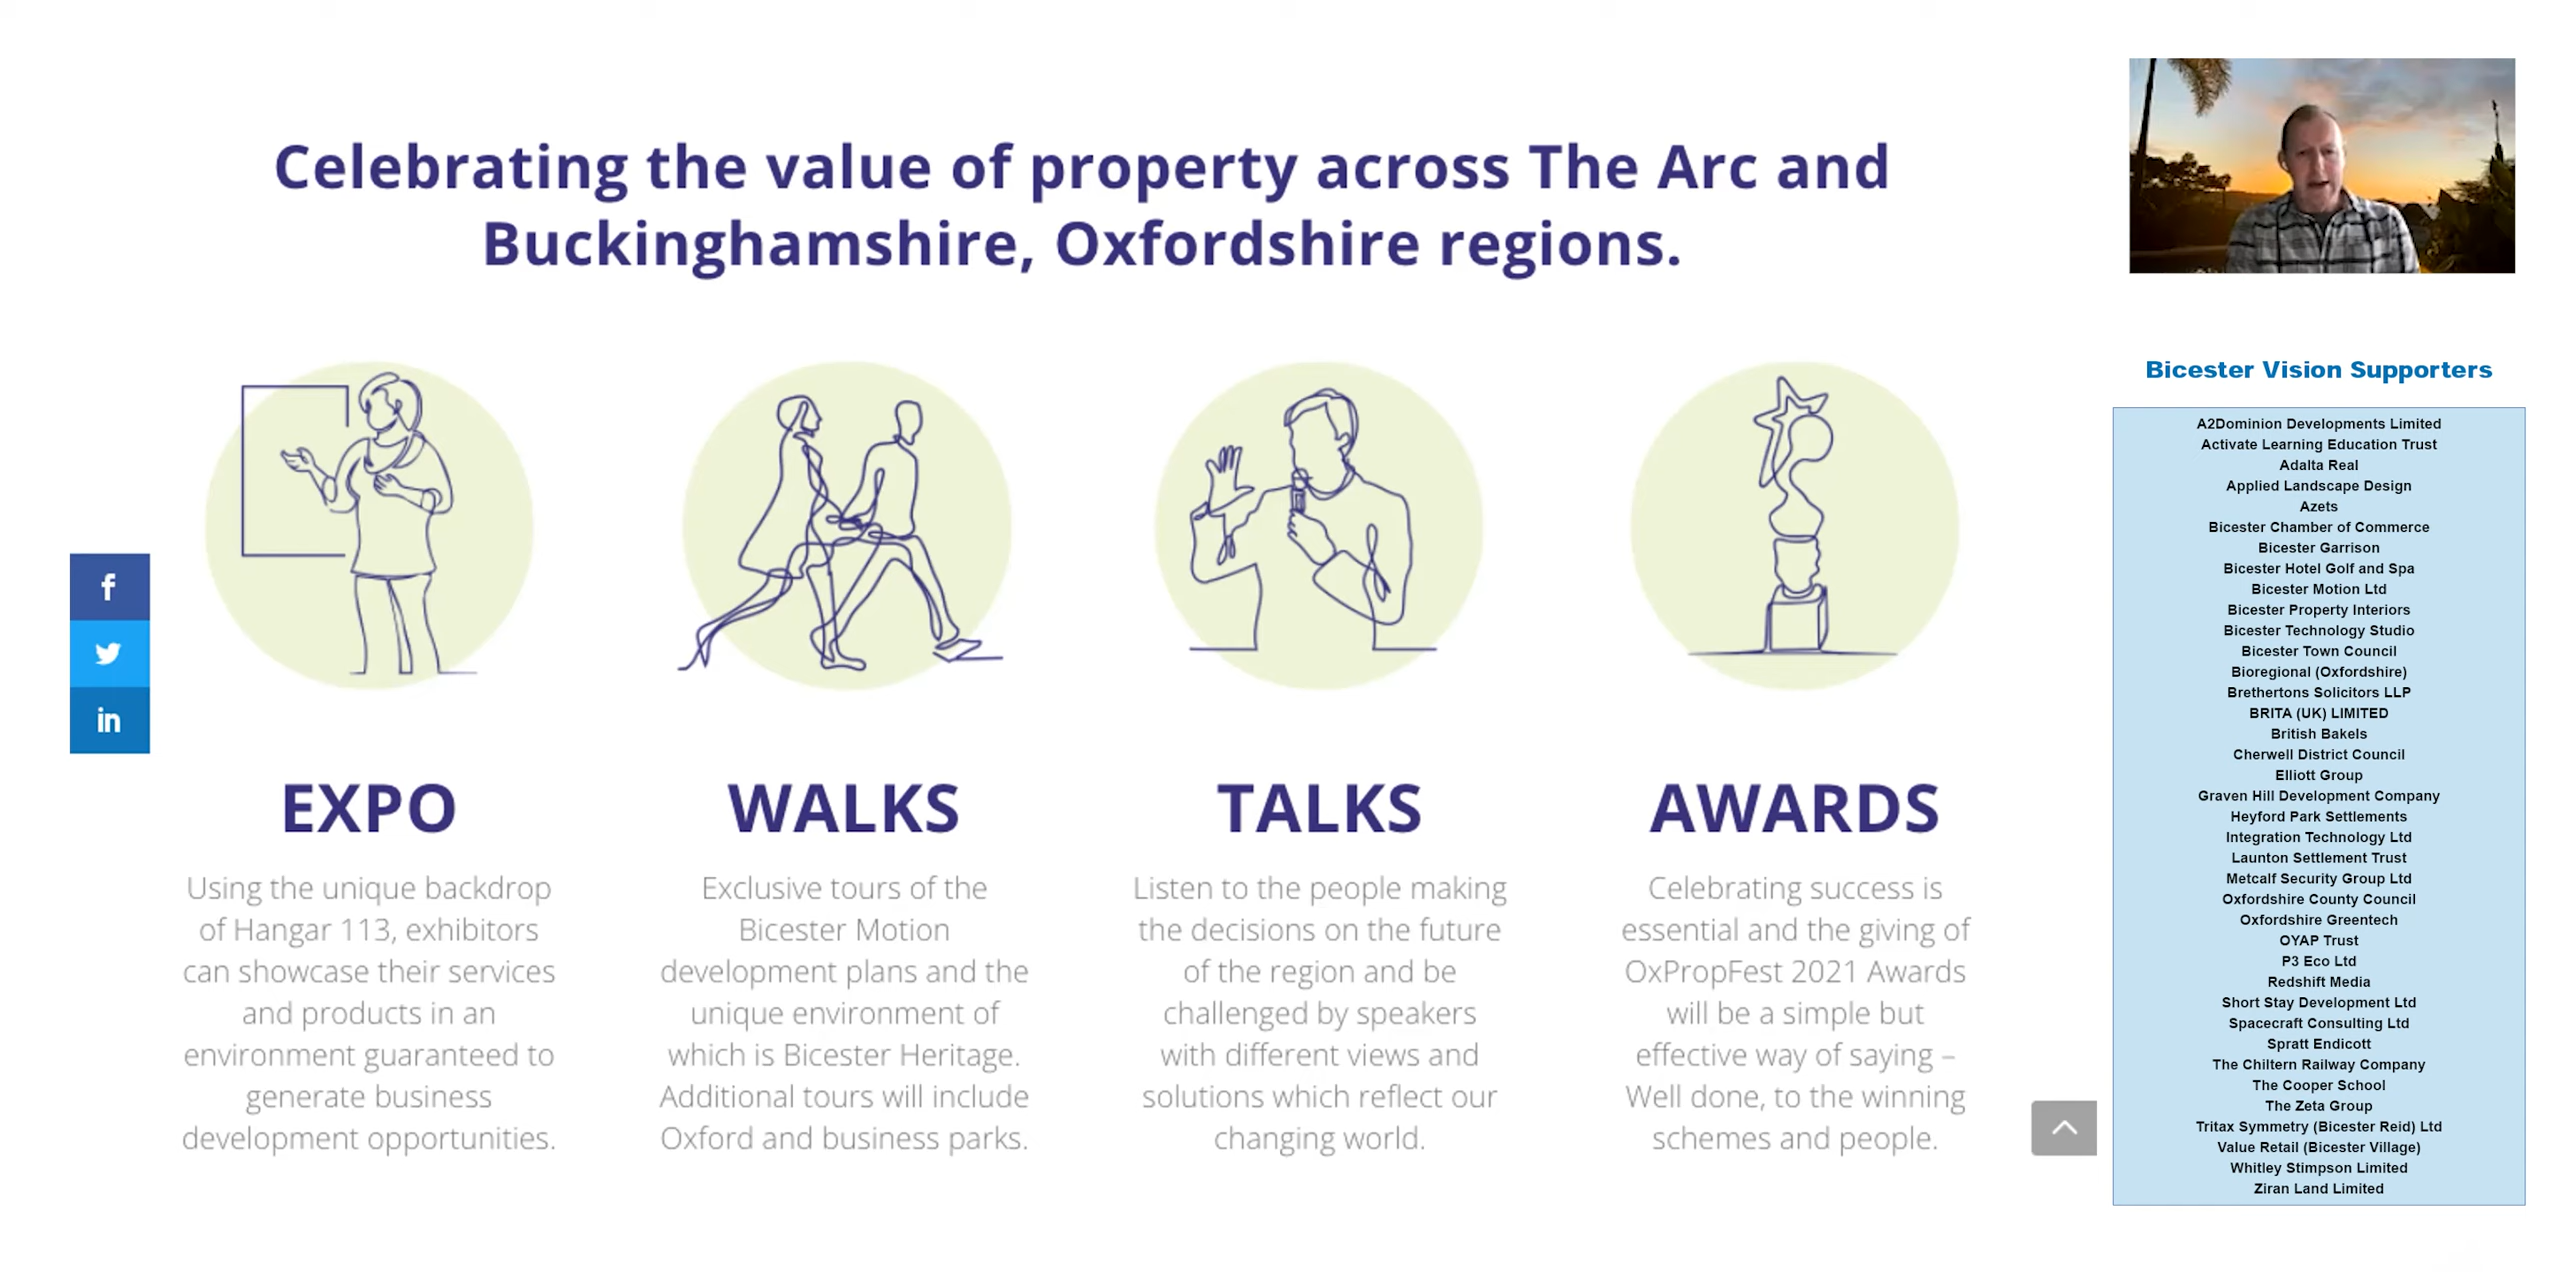 Celebrating the value of property across The Arc and
Buckinghamshire, Oxfordshire regions.
f
in
EXPO
Using the unique backdrop
of Hangar 113, exhibitors
can showcase their services
and products in an
environment guaranteed to
generate business
development opportunities.
WALKS
Exclusive tours of the
Bicester Motion
development plans and the
unique environment of
which is Bicester Heritage.
Additional tours will include
Oxford and business parks.
TALKS
Listen to the people making
the decisions on the future
of the region and be
challenged by speakers
with different views and
solutions which reflect our
changing world.
AWARDS
Celebrating success is
essential and the giving of
OxPropFest 2021 Awards
will be a simple but
effective way of saying –
Well done, to the winning
schemes and people.
Bicester Vision Supporters
A2Dominion Developments Limited
Activate Learning Education Trust
Adalta Real
Applied Landscape Design
Azets
Bicester Chamber of Commerce
Bicester Garrison
Bicester Hotel Golf and Spa
Bicester Motion Ltd
Bicester Property Interiors
Bicester Technology Studio
Bicester Town Council
Bioregional (Oxfordshire)
Brethertons Solicitors LLP
BRITA (UK) LIMITED
British Bakels
Cherwell District Council
Elliott Group
Graven Hill Development Company
Heyford Park Settlements
Integration Technology Ltd
Launton Settlement Trust
Metcalf Security Group Ltd
Oxfordshire County Council
Oxfordshire Greentech
OYAP Trust
P3 Eco Ltd
Redshift Media
Short Stay Development Ltd
Spacecraft Consulting Ltd
Spratt Endicott
The Chiltern Railway Company
The Cooper School
The Zeta Group
Tritax Symmetry (Bicester Reid) Ltd
Value Retail (Bicester Village)
Whitley Stimpson Limited
Ziran Land Limited